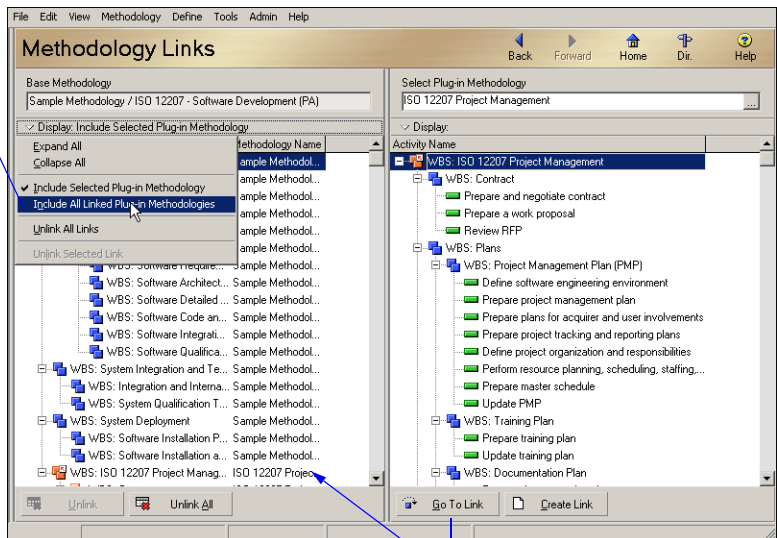 File Edit View Methodology Define Tools Admin Help
Methodology Links
Back Forward Home Dir. Help
Base Methodology
Sample Methodology / ISO 12207 - Software Development (PA)
Display: Include Selected Plug-in Methodology
Expand All
Collapse All
Include Selected Plug-in Methodology
Include All Linked Plug-in Methodologies
Unlink All Links
Unlink Selected Link
Methodology Name
ample Methodol...
ample Methodol...
ample Methodol...
ample Methodol...
ample Methodol...
ample Methodol...
WBS: Software Require... Sample Methodol...
WBS: Software Architect... Sample Methodol...
WBS: Software Detailed ... Sample Methodol...
WBS: Software Code an... Sample Methodol...
WBS: Software Integrati... Sample Methodol...
WBS: Software Qualifica... Sample Methodol...
WBS: System Integration and Te... Sample Methodol...
WBS: Integration and Interna... Sample Methodol...
WBS: System Qualification T... Sample Methodol...
WBS: System Deployment Sample Methodol...
WBS: Software Installation P... Sample Methodol...
WBS: Software Installation a... Sample Methodol...
WBS: ISO 12207 Project Manag... ISO 12207 Projec
Unlink Unlink All
Select Plug-in Methodology
ISO 12207 Project Management ...
Display:
Activity Name
WBS: ISO 12207 Project Management
WBS: Contract
Prepare and negotiate contract
Prepare a work proposal
Review RFP
WBS: Plans
WBS: Project Management Plan (PMP)
Define software engineering environment
Prepare project management plan
Prepare plans for acquirer and user involvements
Prepare project tracking and reporting plans
Define project organization and responsibilities
Perform resource planning, scheduling, staffing,...
Prepare master schedule
Update PMP
WBS: Training Plan
Prepare training plan
Update training plan
WBS: Documentation Plan
Go To Link Create Link